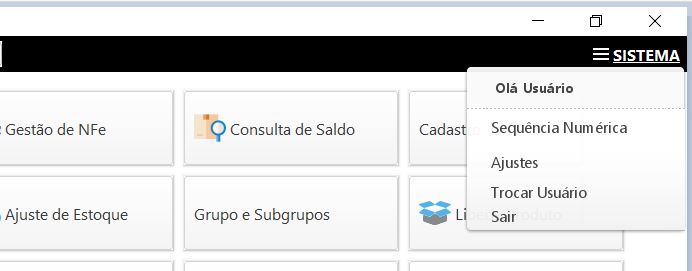 SISTEMA
Olá Usuário
Sequência Numérica
Ajustes
Trocar Usuário
Sair
Gestão de NFe
Consulta de Saldo
Ajuste de Estoque
Grupo e Subgrupos